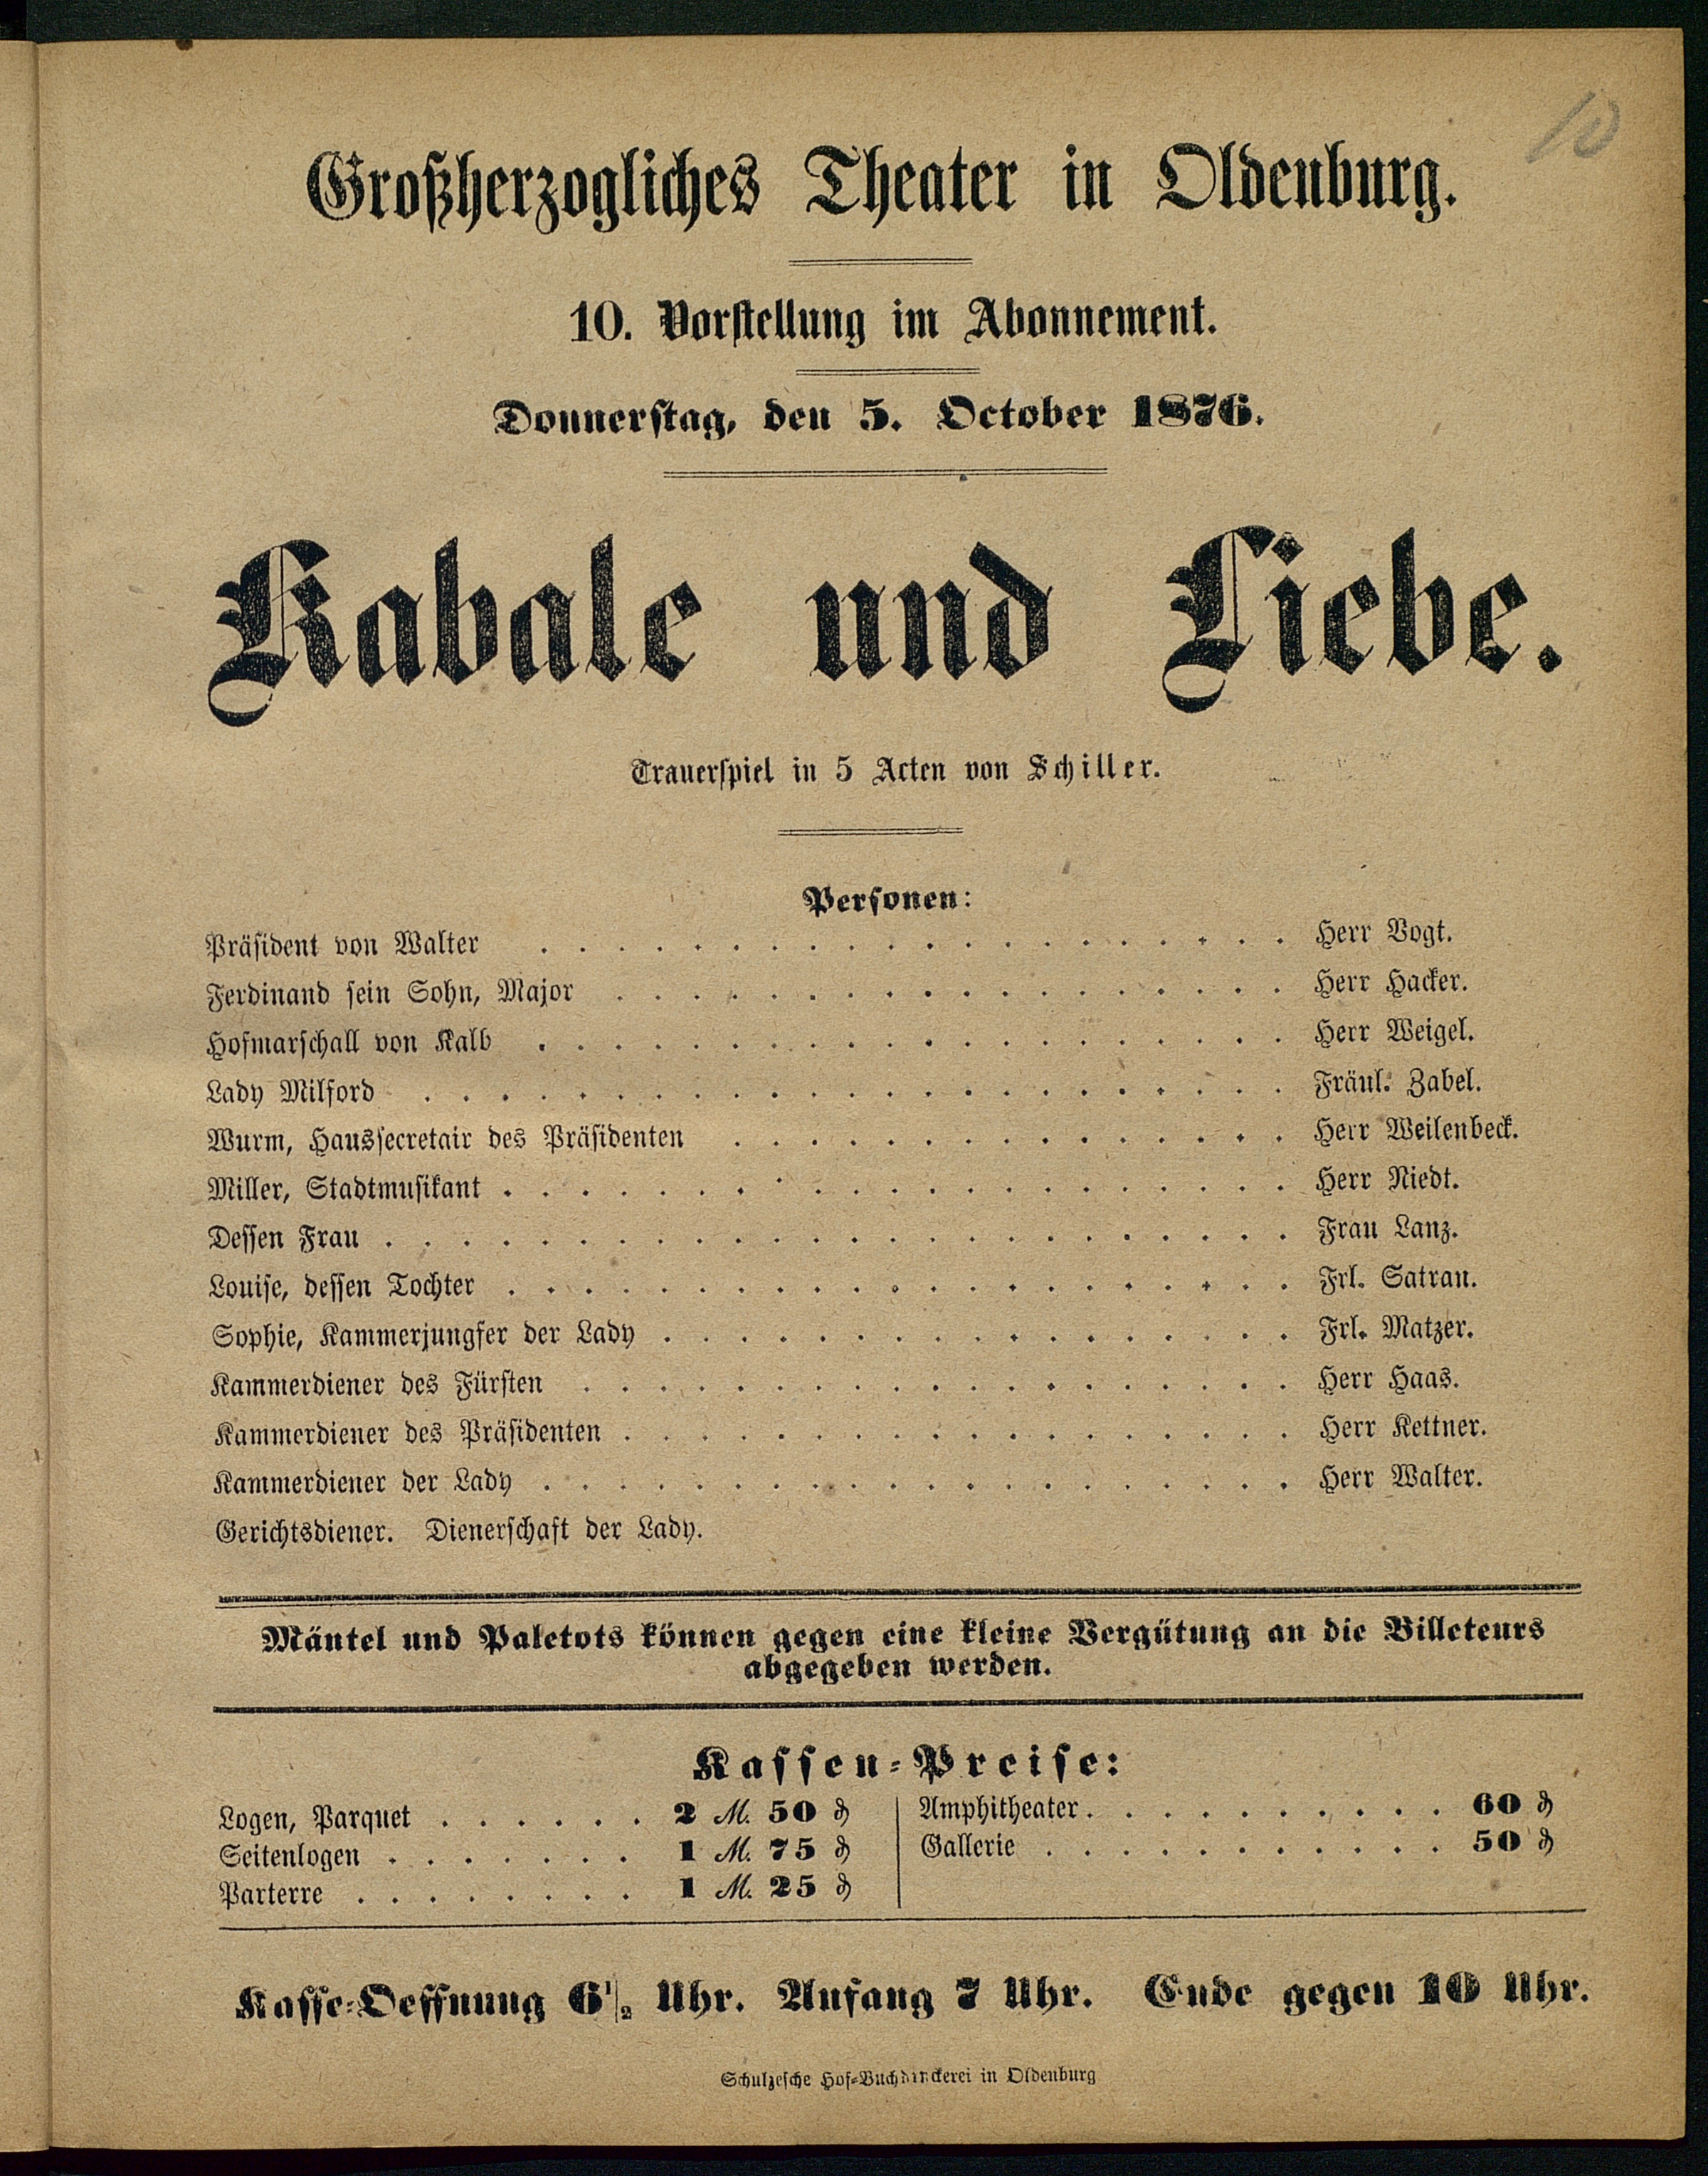 10
Großherzogliches Theater in Oldenburg.
10. Vorstellung im Abonnement.
Donnerstag, den 5. October 1876.
Kabale und Liebe.
Trauerspiel in 5 Acten von Schiller.
Personen:
Präsident von Walter . . . . . . . . . . . . . . . . . . . . Herr Vogt.
Ferdinand sein Sohn, Major . . . . . . . . . . . . . . . . . . Herr Hacker.
Hofmarschall von Kalb . . . . . . . . . . . . . . . . . . . . Herr Weigel.
Lady Milford . . . . . . . . . . . . . . . . . . . . . . . Fräul. Zabel.
Wurm, Haussecretair des Präsidenten . . . . . . . . . . . . . . . Herr Weilenbeck.
Miller, Stadtmusikant . . . . . . . . . . . . . . . . . . . . . Herr Niedt.
Dessen Frau . . . . . . . . . . . . . . . . . . . . . . . . Frau Lanz.
Louise, dessen Tochter . . . . . . . . . . . . . . . . . . . . . Frl. Satran.
Sophie, Kammerjungfer der Lady . . . . . . . . . . . . . . . . . Frl. Matzer.
Kammerdiener des Fürsten . . . . . . . . . . . . . . . . . . . Herr Haas.
Kammerdiener des Präsidenten . . . . . . . . . . . . . . . . . . Herr Kettner.
Kammerdiener der Lady . . . . . . . . . . . . . . . . . . . . Herr Walter.
Gerichtsdiener. Dienerschaft der Lady.
Mäntel und Paletots können gegen eine kleine Vergütung an die Billeteurs
abgegeben werden.
Kassen-Preise:
Logen, Parquet . . . . . . 2 M. 50 ₰
Seitenlogen . . . . . . . 1 M. 75 ₰
Parterre . . . . . . . . 1 M. 25 ₰
Amphitheater . . . . . . . . . . 60 ₰
Gallerie . . . . . . . . . . . 50 ₰
Kasse-Oeffnung 6½ Uhr. Anfang 7 Uhr. Ende gegen 10 Uhr.
Schulzesche Hof-Buchdruckerei in Oldenburg